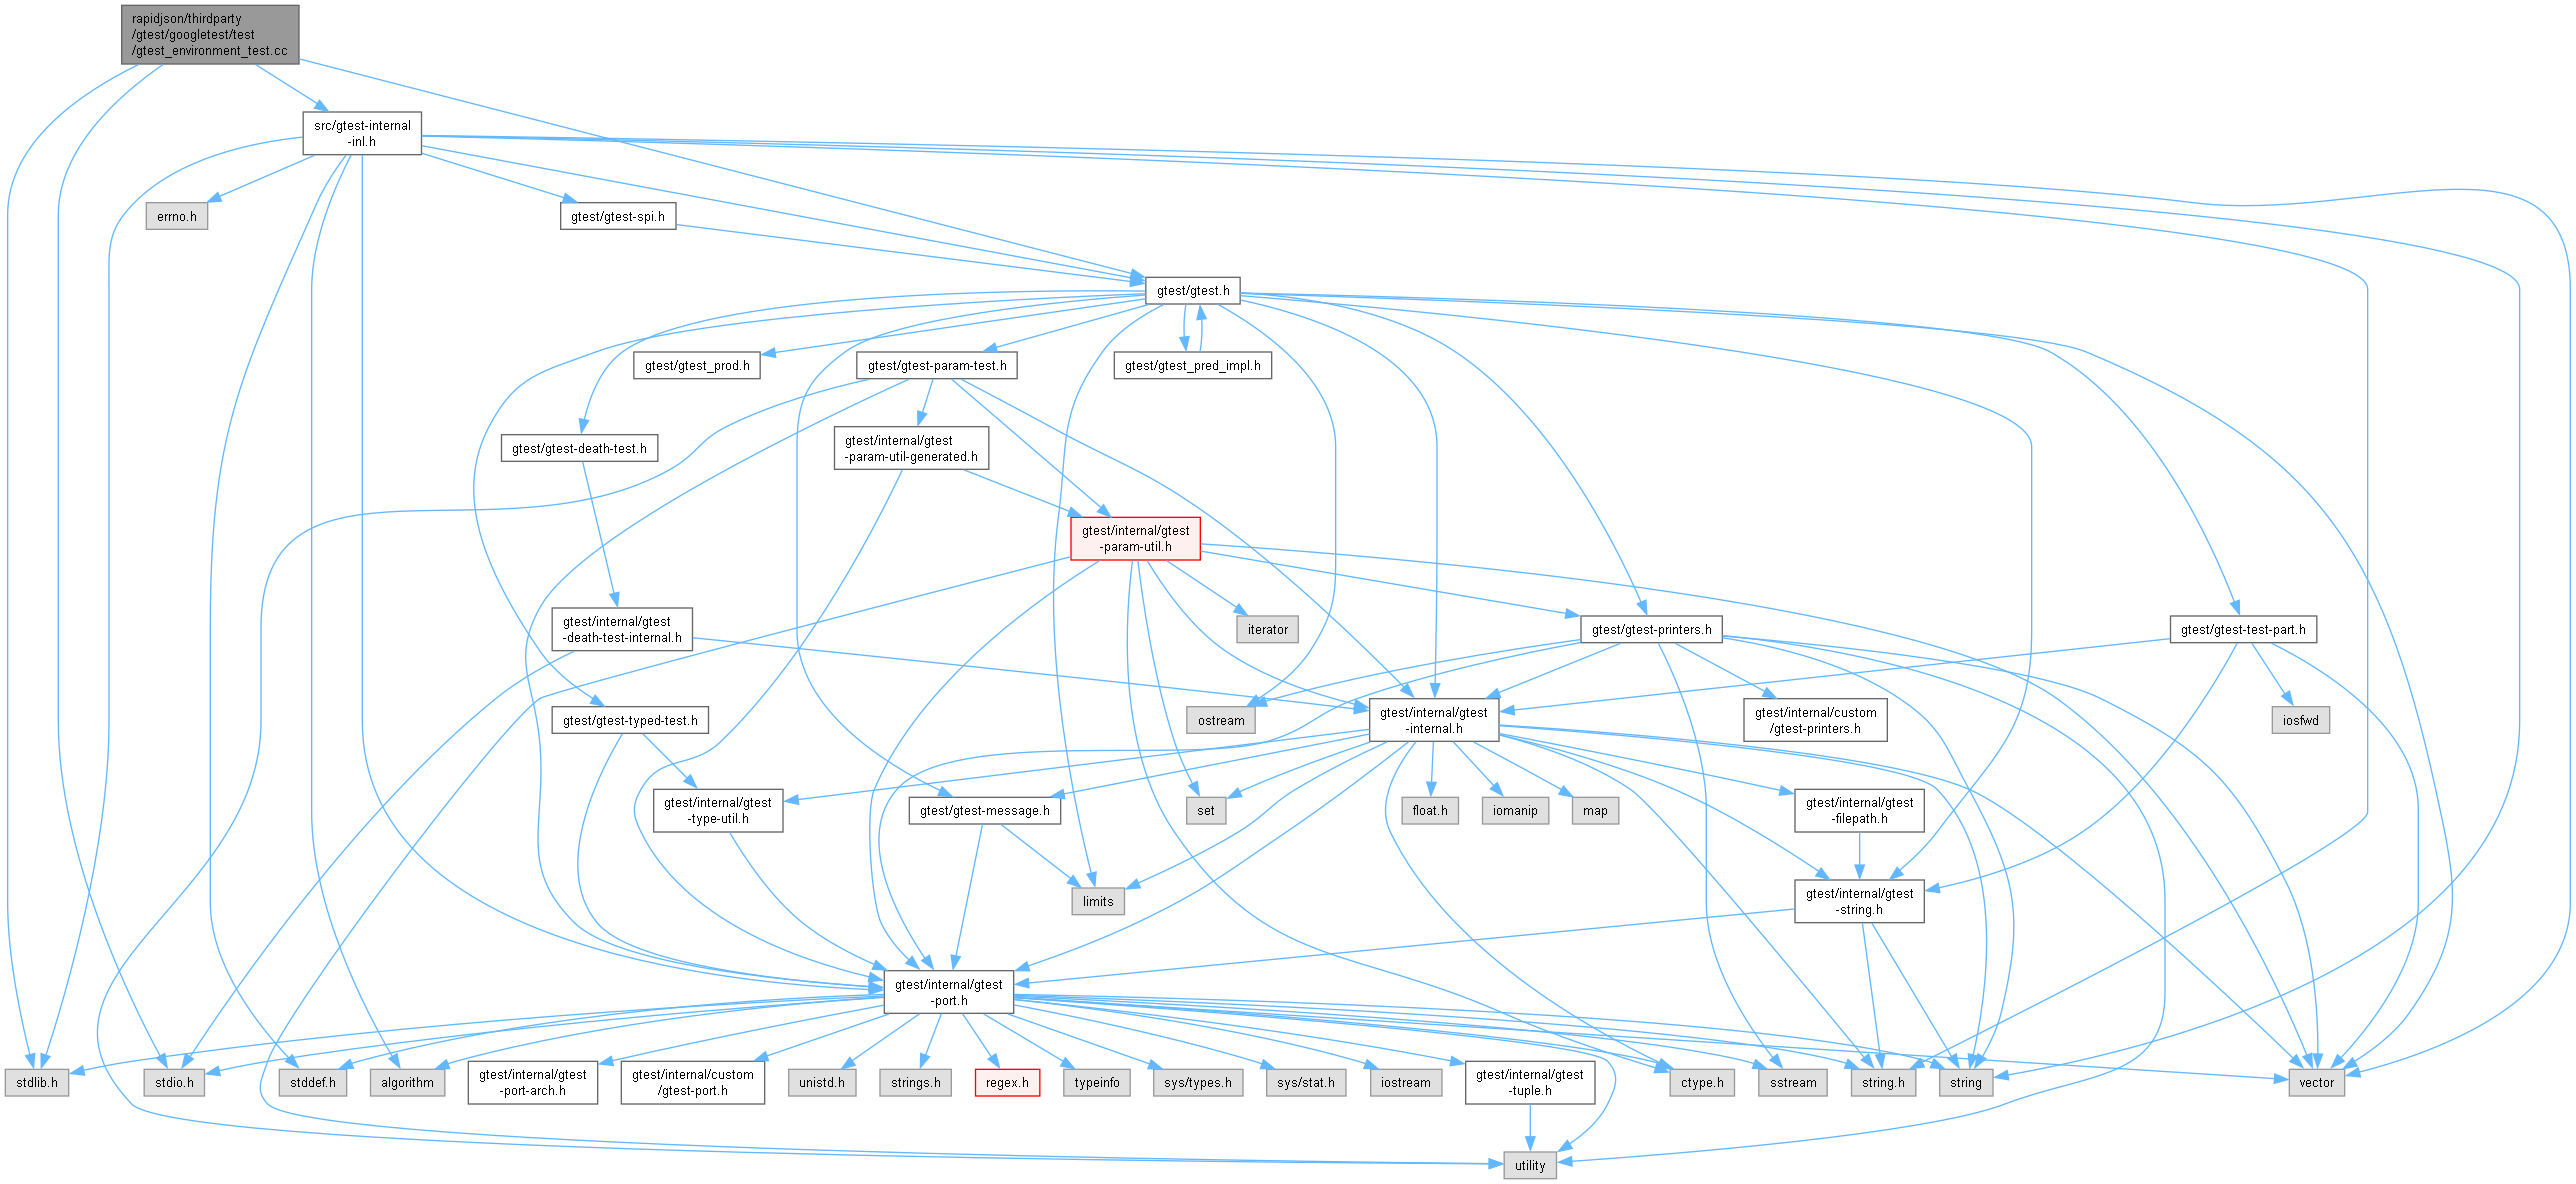 rapidjson/thirdparty
/gtest/googletest/test
/gtest_environment_test.cc
src/gtest-internal
-inl.h
errno.h
gtest/gtest-spi.h
gtest/gtest.h
gtest/gtest_prod.h
gtest/gtest-param-test.h
gtest/gtest_pred_impl.h
gtest/gtest-death-test.h
gtest/internal/gtest
-param-util-generated.h
gtest/internal/gtest
-param-util.h
gtest/internal/gtest
-death-test-internal.h
iterator
gtest/gtest-printers.h
gtest/gtest-test-part.h
gtest/gtest-typed-test.h
ostream
gtest/internal/gtest
-internal.h
gtest/internal/custom
/gtest-printers.h
iosfwd
gtest/internal/gtest
-type-util.h
gtest/gtest-message.h
set
float.h
iomanip
map
gtest/internal/gtest
-filepath.h
limits
gtest/internal/gtest
-string.h
gtest/internal/gtest
-port.h
stdlib.h
stdio.h
stddef.h
algorithm
gtest/internal/gtest
-port-arch.h
gtest/internal/custom
/gtest-port.h
unistd.h
strings.h
regex.h
typeinfo
sys/types.h
sys/stat.h
iostream
gtest/internal/gtest
-tuple.h
ctype.h
sstream
string.h
string
vector
utility